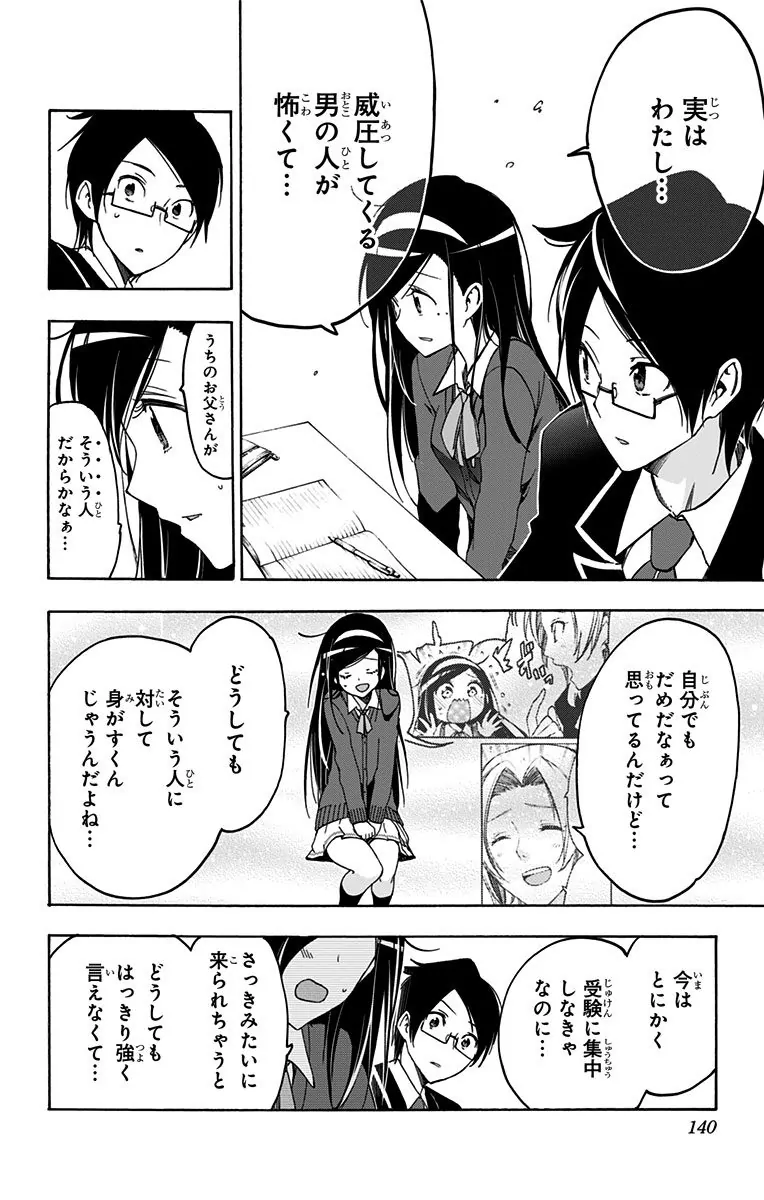 実は
わたし…
威圧してくる
男の人が
怖くて…
うちのお父さんが
そういう人
だからかなぁ…
自分でも
だめだなぁって
思ってるんだけど…
どうしても
そういう人に
対して
身がすくん
じゃうんだよね…
今は
とにかく
受験に集中
しなきゃ
なのに…
さっきみたいに
来られちゃうと
どうしても
はっきり強く
言えなくて…
140